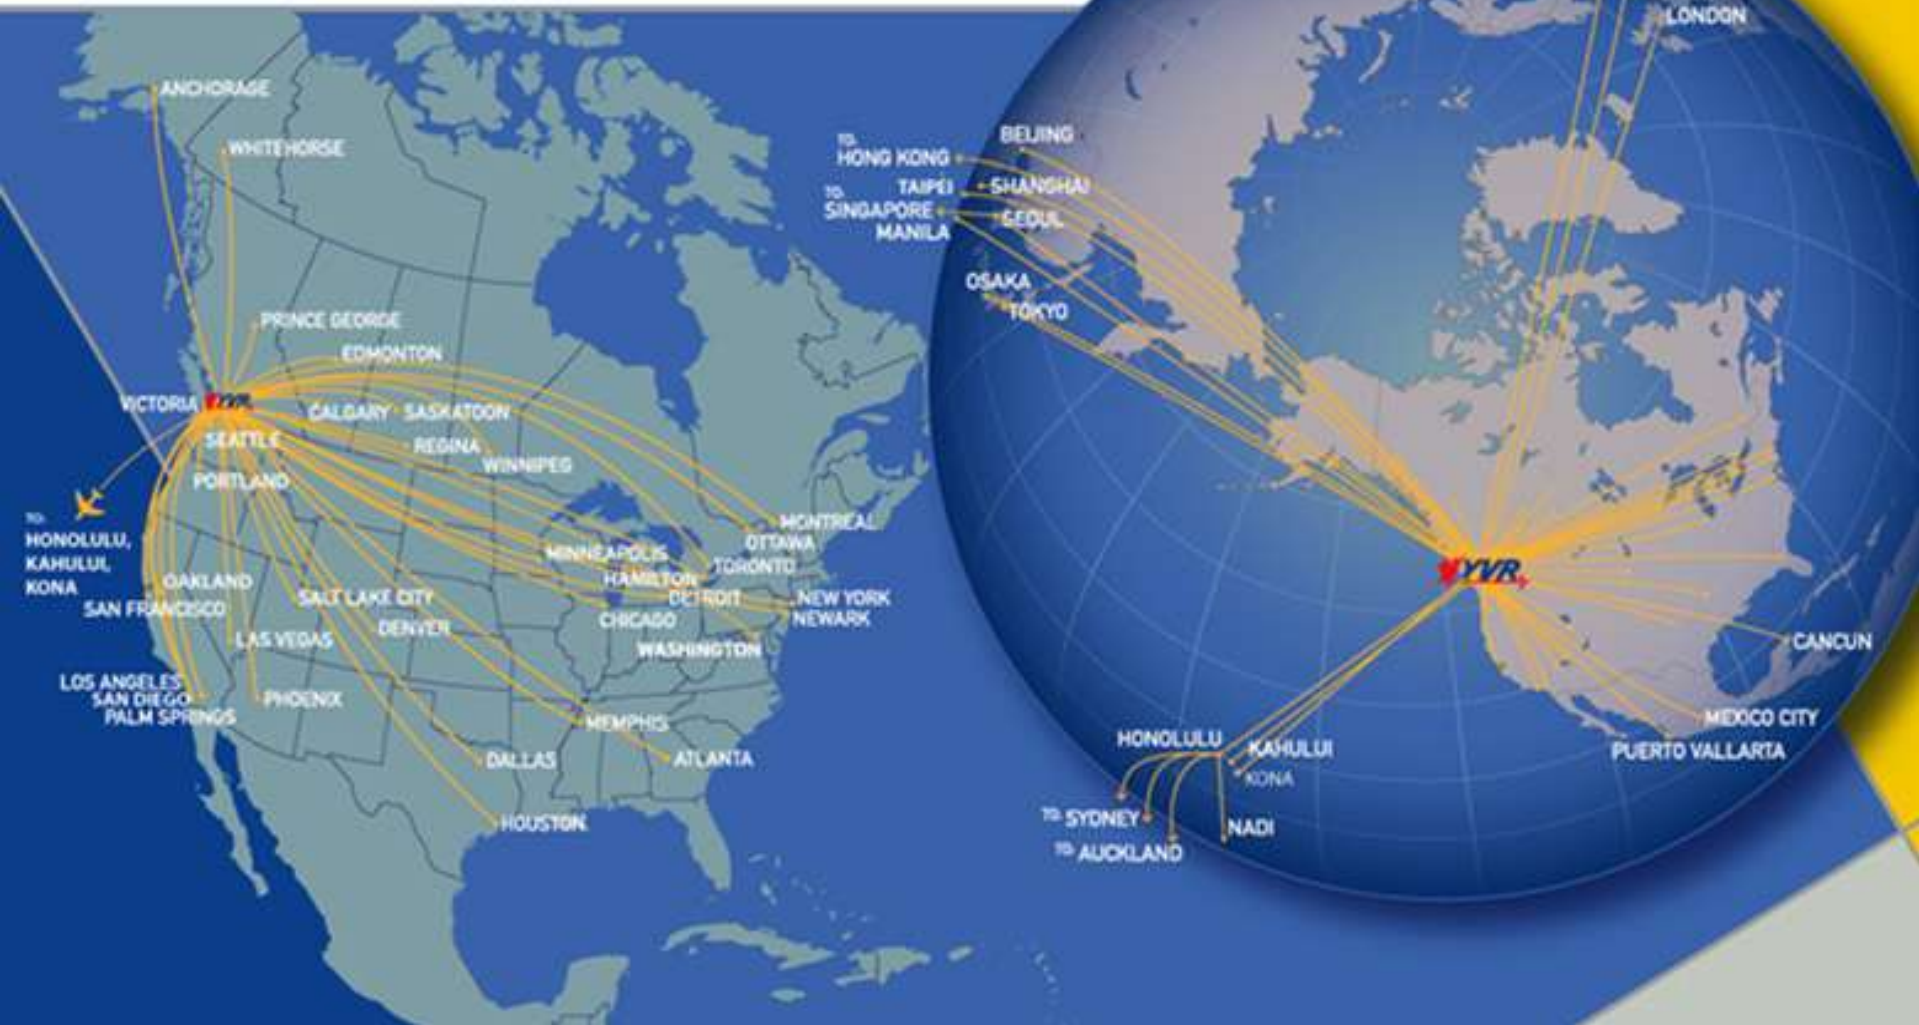 ANCHORAGE
WHITEHORSE
PRINCE GEORGE
EDMONTON
VICTORIA YVR
CALGARY SASKATOON
SEATTLE
REGINA
WINNIPEG
PORTLAND
TO:
HONOLULU,
KAHULUI,
KONA
MONTREAL
OTTAWA
TORONTO
MINNEAPOLIS
HAMILTON
DETROIT
NEW YORK
NEWARK
CHICAGO
WASHINGTON
OAKLAND
SAN FRANCISCO
SALT LAKE CITY
DENVER
LAS VEGAS
LOS ANGELES
SAN DIEGO
PALM SPRINGS
PHOENIX
MEMPHIS
DALLAS
ATLANTA
HOUSTON
LONDON
BEIJING
TO:
HONG KONG
TAIPEI
SHANGHAI
TO:
SINGAPORE
SEOUL
MANILA
OSAKA
TOKYO
YVR
CANCUN
MEXICO CITY
PUERTO VALLARTA
HONOLULU
KAHULUI
KONA
TO: SYDNEY
NADI
TO: AUCKLAND